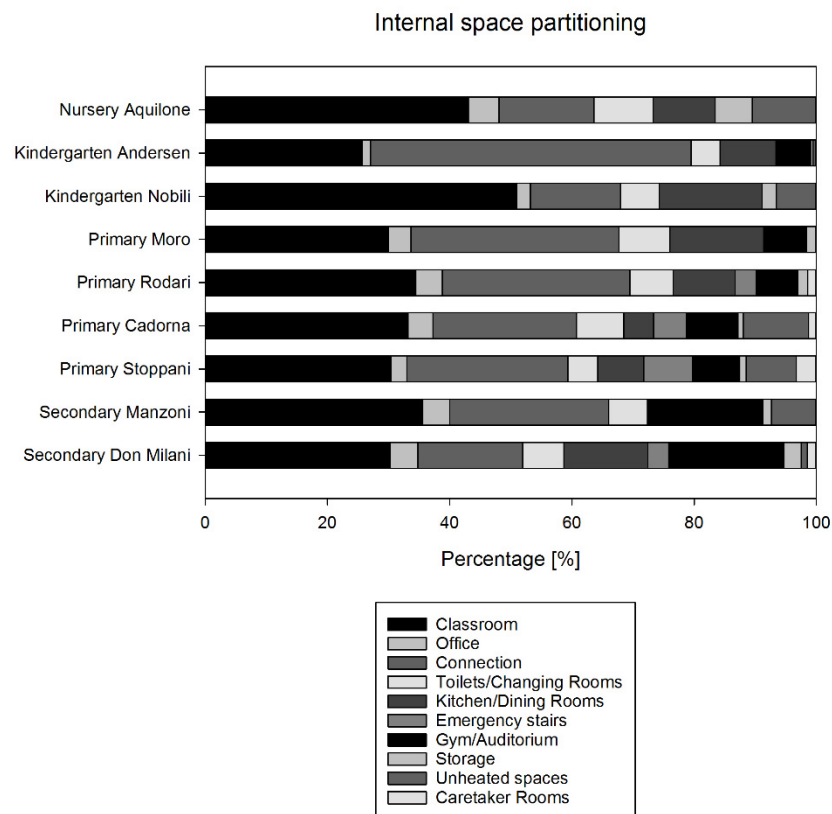 Internal space partitioning
Nursery Aquilone
Kindergarten Andersen
Kindergarten Nobili
Primary Moro
Primary Rodari
Primary Cadorna
Primary Stoppani
Secondary Manzoni
Secondary Don Milani
0 20 40 60 80 100
Percentage [%]
Classroom
Office
Connection
Toilets/Changing Rooms
Kitchen/Dining Rooms
Emergency stairs
Gym/Auditorium
Storage
Unheated spaces
Caretaker Rooms